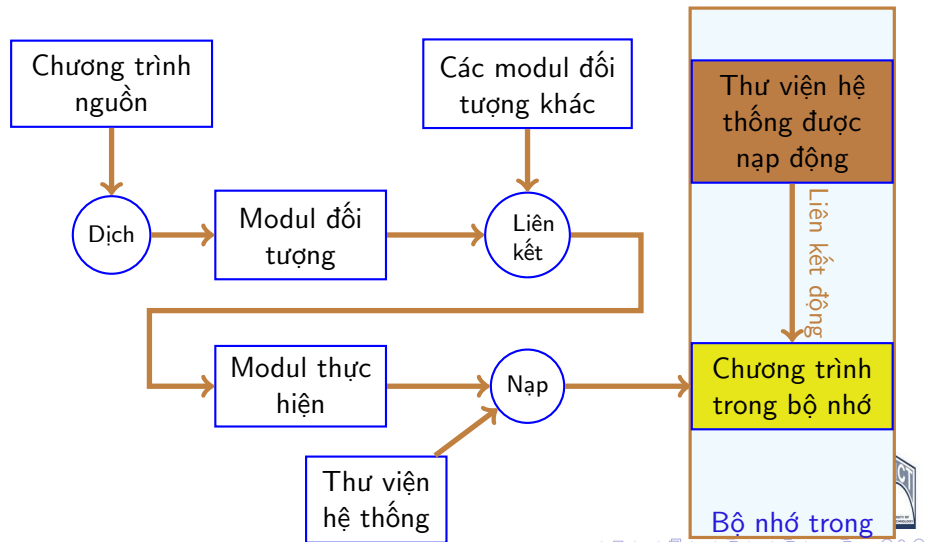 Chương trình
nguồn
Các modul đối
tượng khác
Thư viện hệ
thống được
nạp động
Dịch
Modul đối
tượng
Liên
kết
Liên kết động
Modul thực
hiện
Nạp
Chương trình
trong bộ nhớ
Thư viện
hệ thống
Bộ nhớ trong